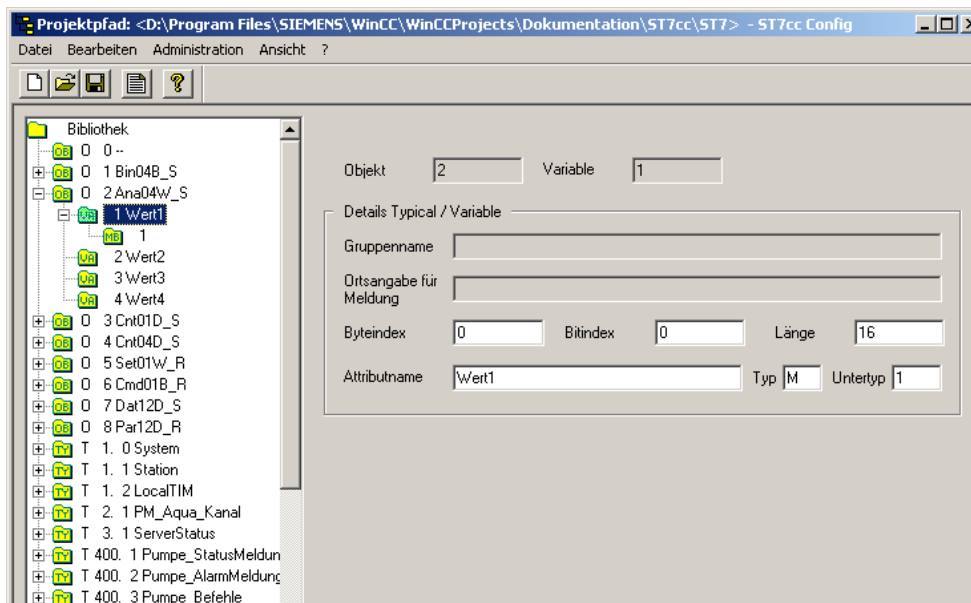 Projektpfad: <D:\Program Files\SIEMENS\WinCC\WinCCProjects\Dokumentation\ST7cc\ST7> - ST7cc Config
Datei Bearbeiten Administration Ansicht ?
Bibliothek
OB O 0 --
OB O 1 Bin04B_S
OB O 2 Ana04W_S
VA 1 Wert1
MB 1
VA 2 Wert2
VA 3 Wert3
VA 4 Wert4
OB O 3 Cnt01D_S
OB O 4 Cnt04D_S
OB O 5 Set01W_R
OB O 6 Cmd01B_R
OB O 7 Dat12D_S
OB O 8 Par12D_R
TY T 1. 0 System
TY T 1. 1 Station
TY T 1. 2 LocalTIM
TY T 2. 1 PM_Aqua_Kanal
TY T 3. 1 ServerStatus
TY T 400. 1 Pumpe_StatusMeldun
TY T 400. 2 Pumpe_AlarmMeldung
TY T 400. 3 Pumpe_Befehle
Objekt 2 Variable 1
Details Typical / Variable
Gruppenname
Ortsangabe für
Meldung
Byteindex 0 Bitindex 0 Länge 16
Attributname Wert1 Typ M Untertyp 1